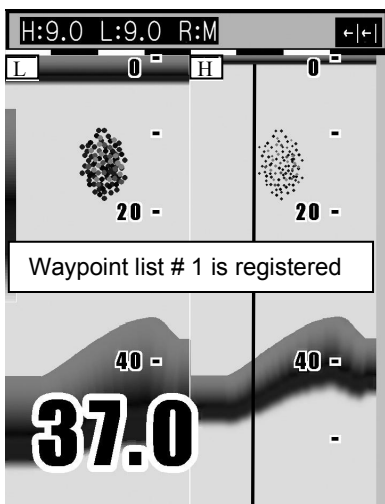 H:9.0 L:9.0 R:M ←|←|
L 0 H 0
20 20
Waypoint list # 1 is registered
40 40
37.0